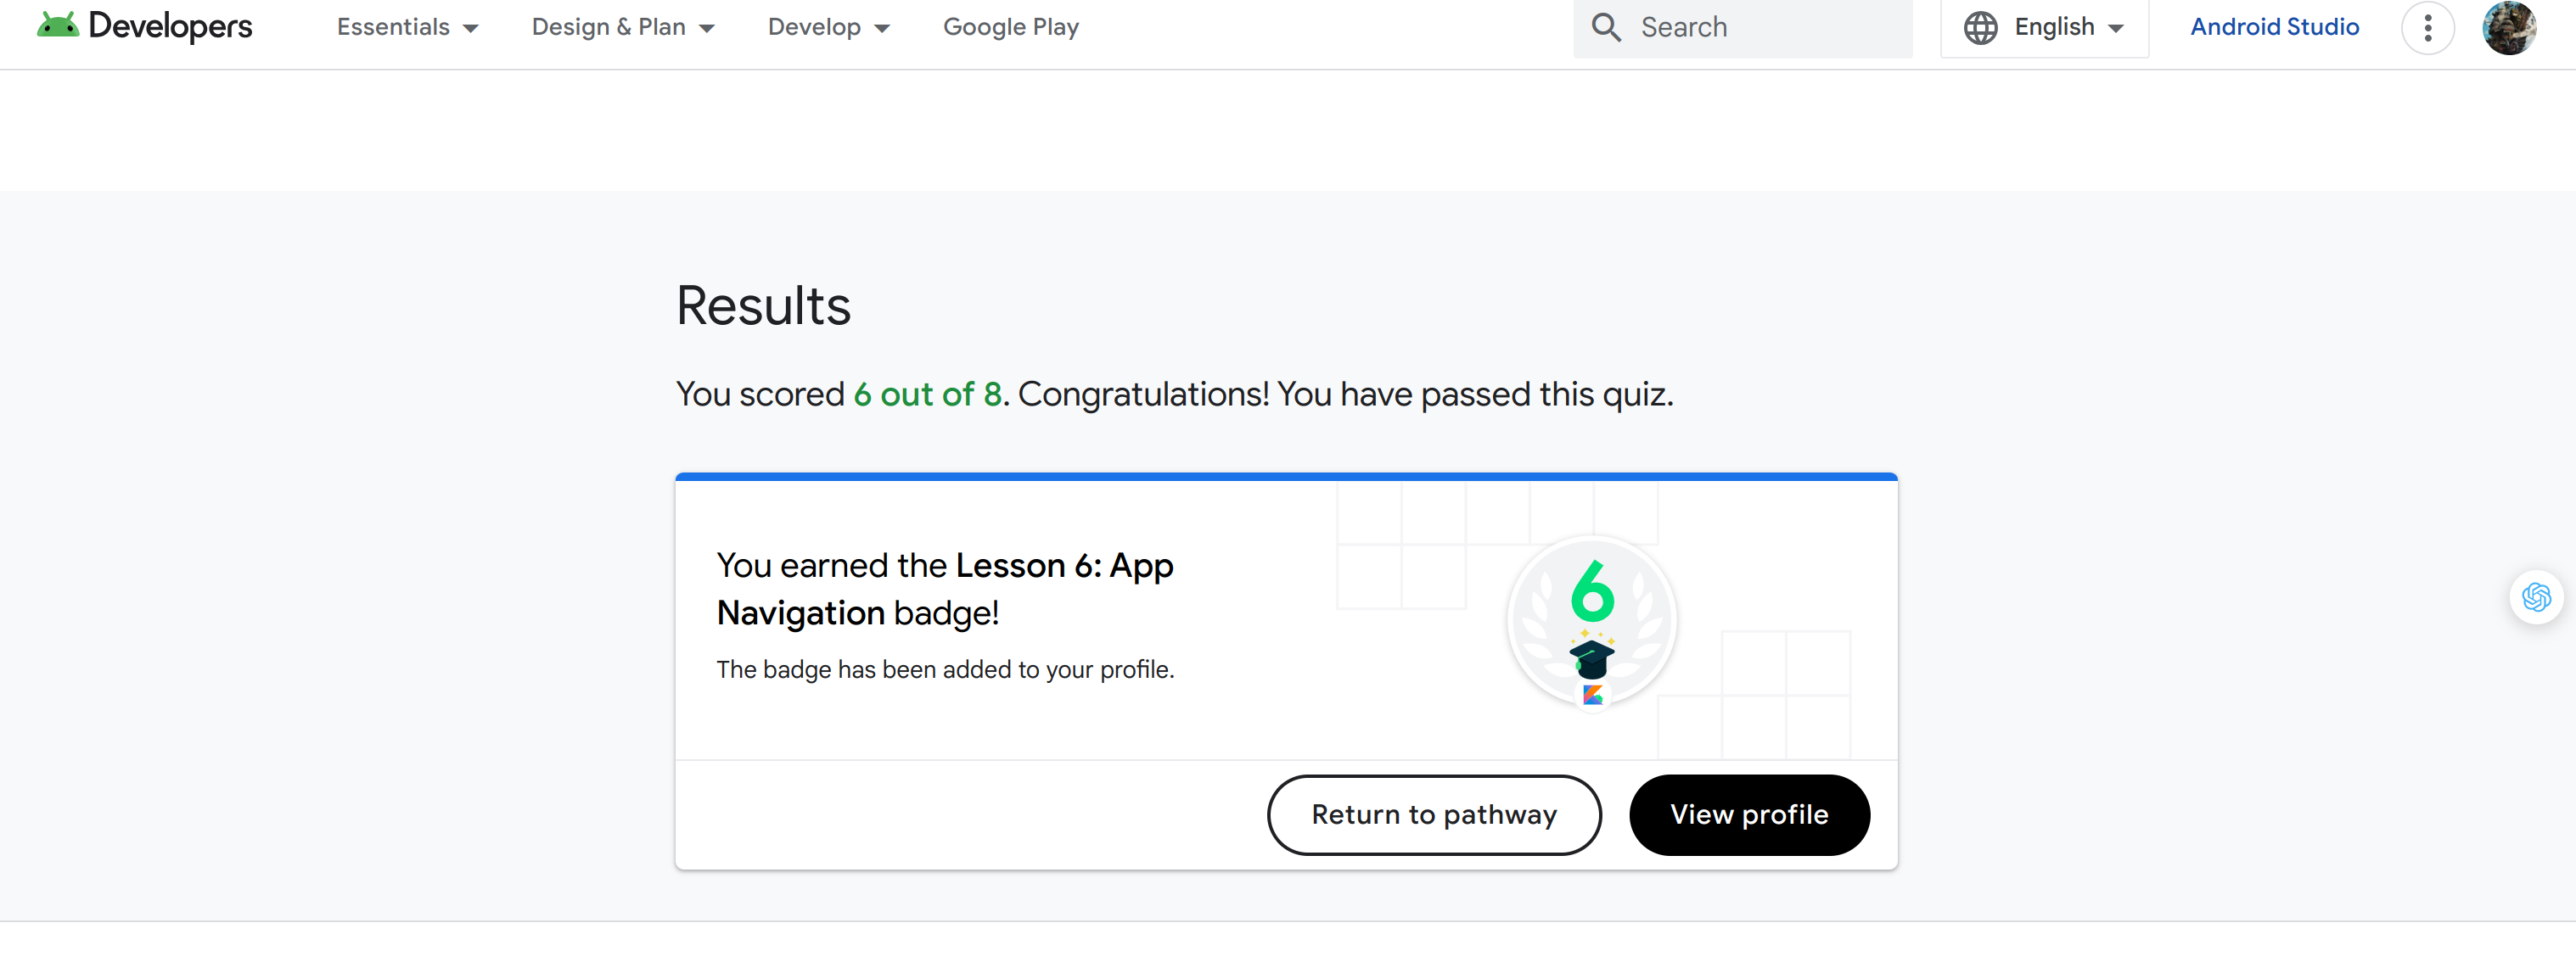 Developers
Essentials
Design & Plan
Develop
Google Play
Search
English
Android Studio
Results
You scored 6 out of 8. Congratulations! You have passed this quiz.
You earned the Lesson 6: App
Navigation badge!
The badge has been added to your profile.
6
Return to pathway
View profile